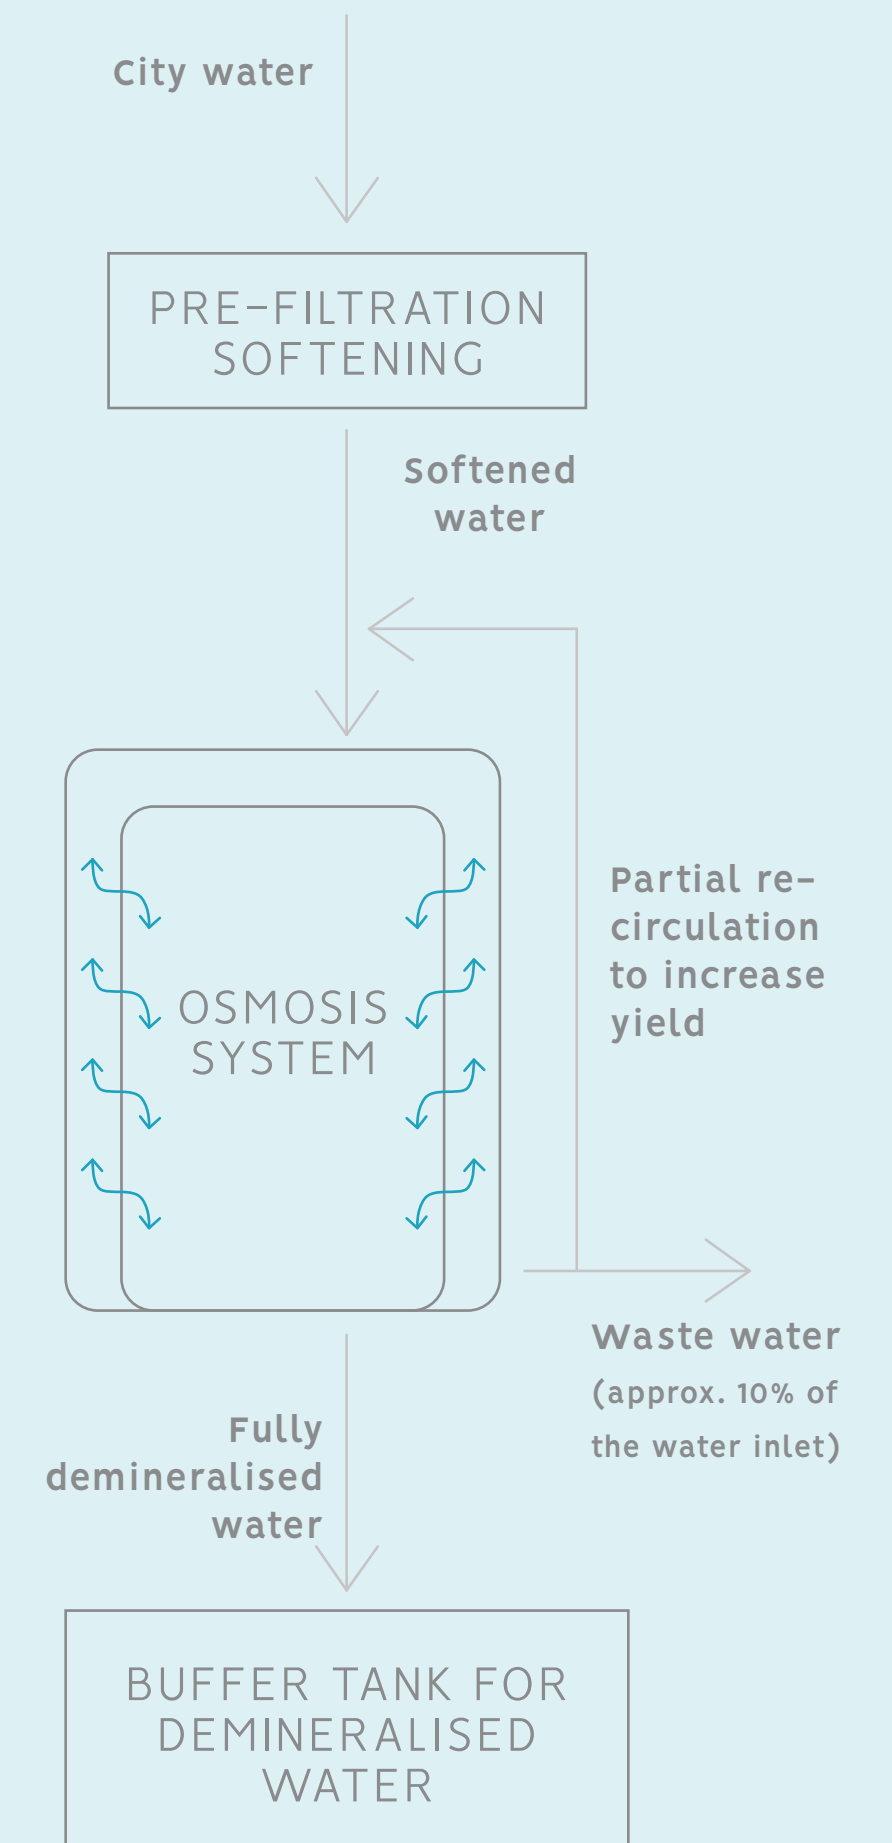 City water
PRE-FILTRATION
SOFTENING
Softened
water
Partial re-
circulation
to increase
yield
OSMOSIS
SYSTEM
Waste water
(approx. 10% of
the water inlet)
Fully
demineralised
water
BUFFER TANK FOR
DEMINERALISED
WATER